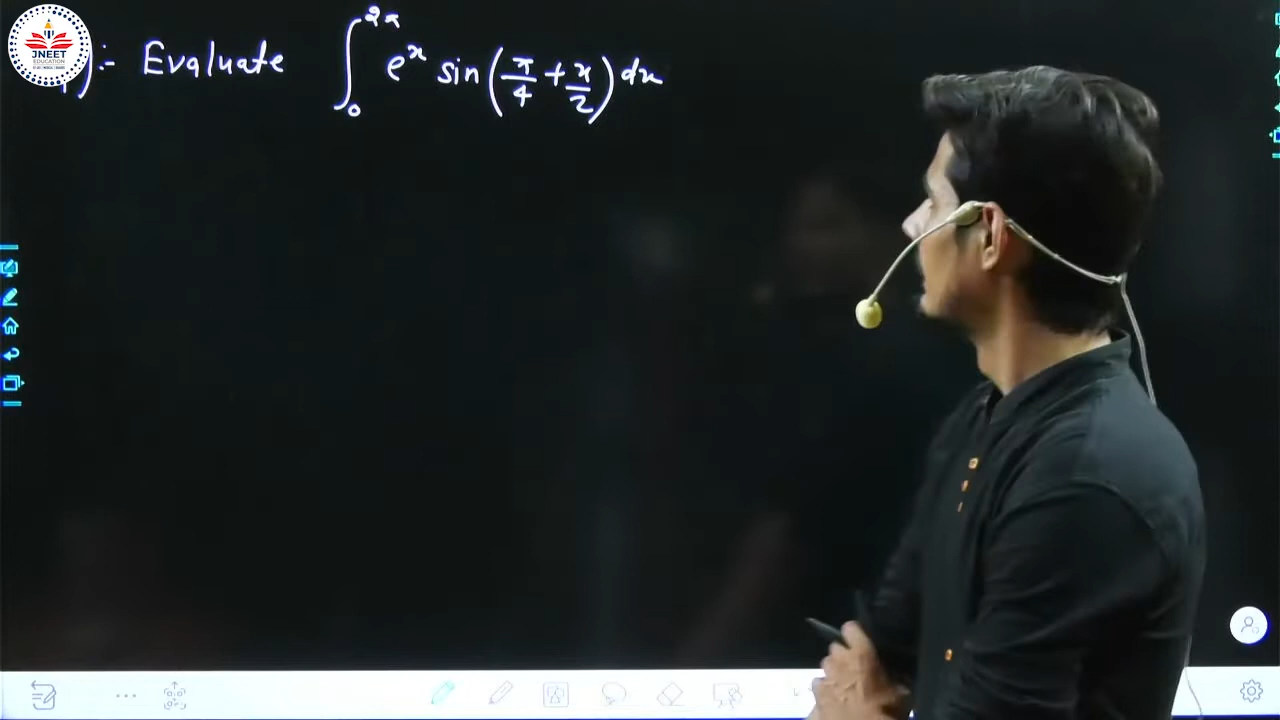 JNEET
EDUCATION
:- Evaluate ∫₀^{2π} e^x sin(π/4 + x/2) dx